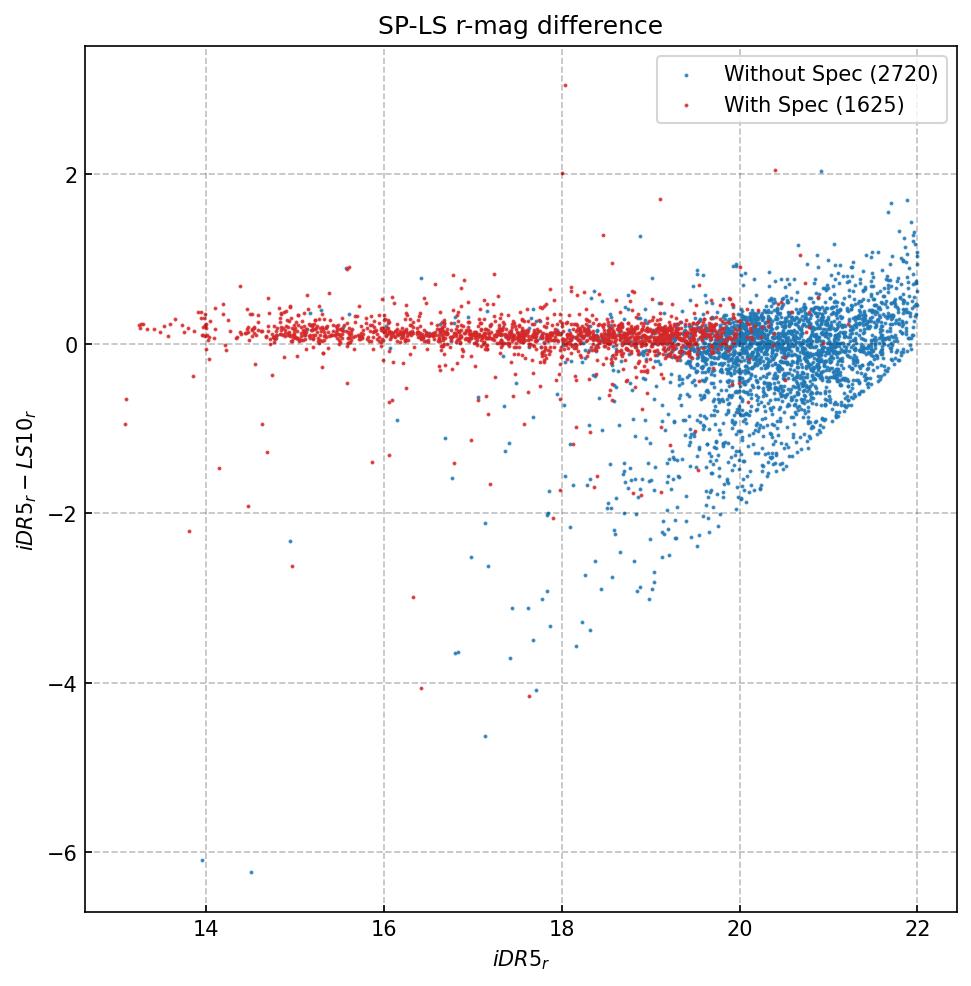 SP-LS r-mag difference
Without Spec (2720)
With Spec (1625)
2
0
−2
−4
−6
iDR5r − LS10r
14
16
18
20
22
iDR5r